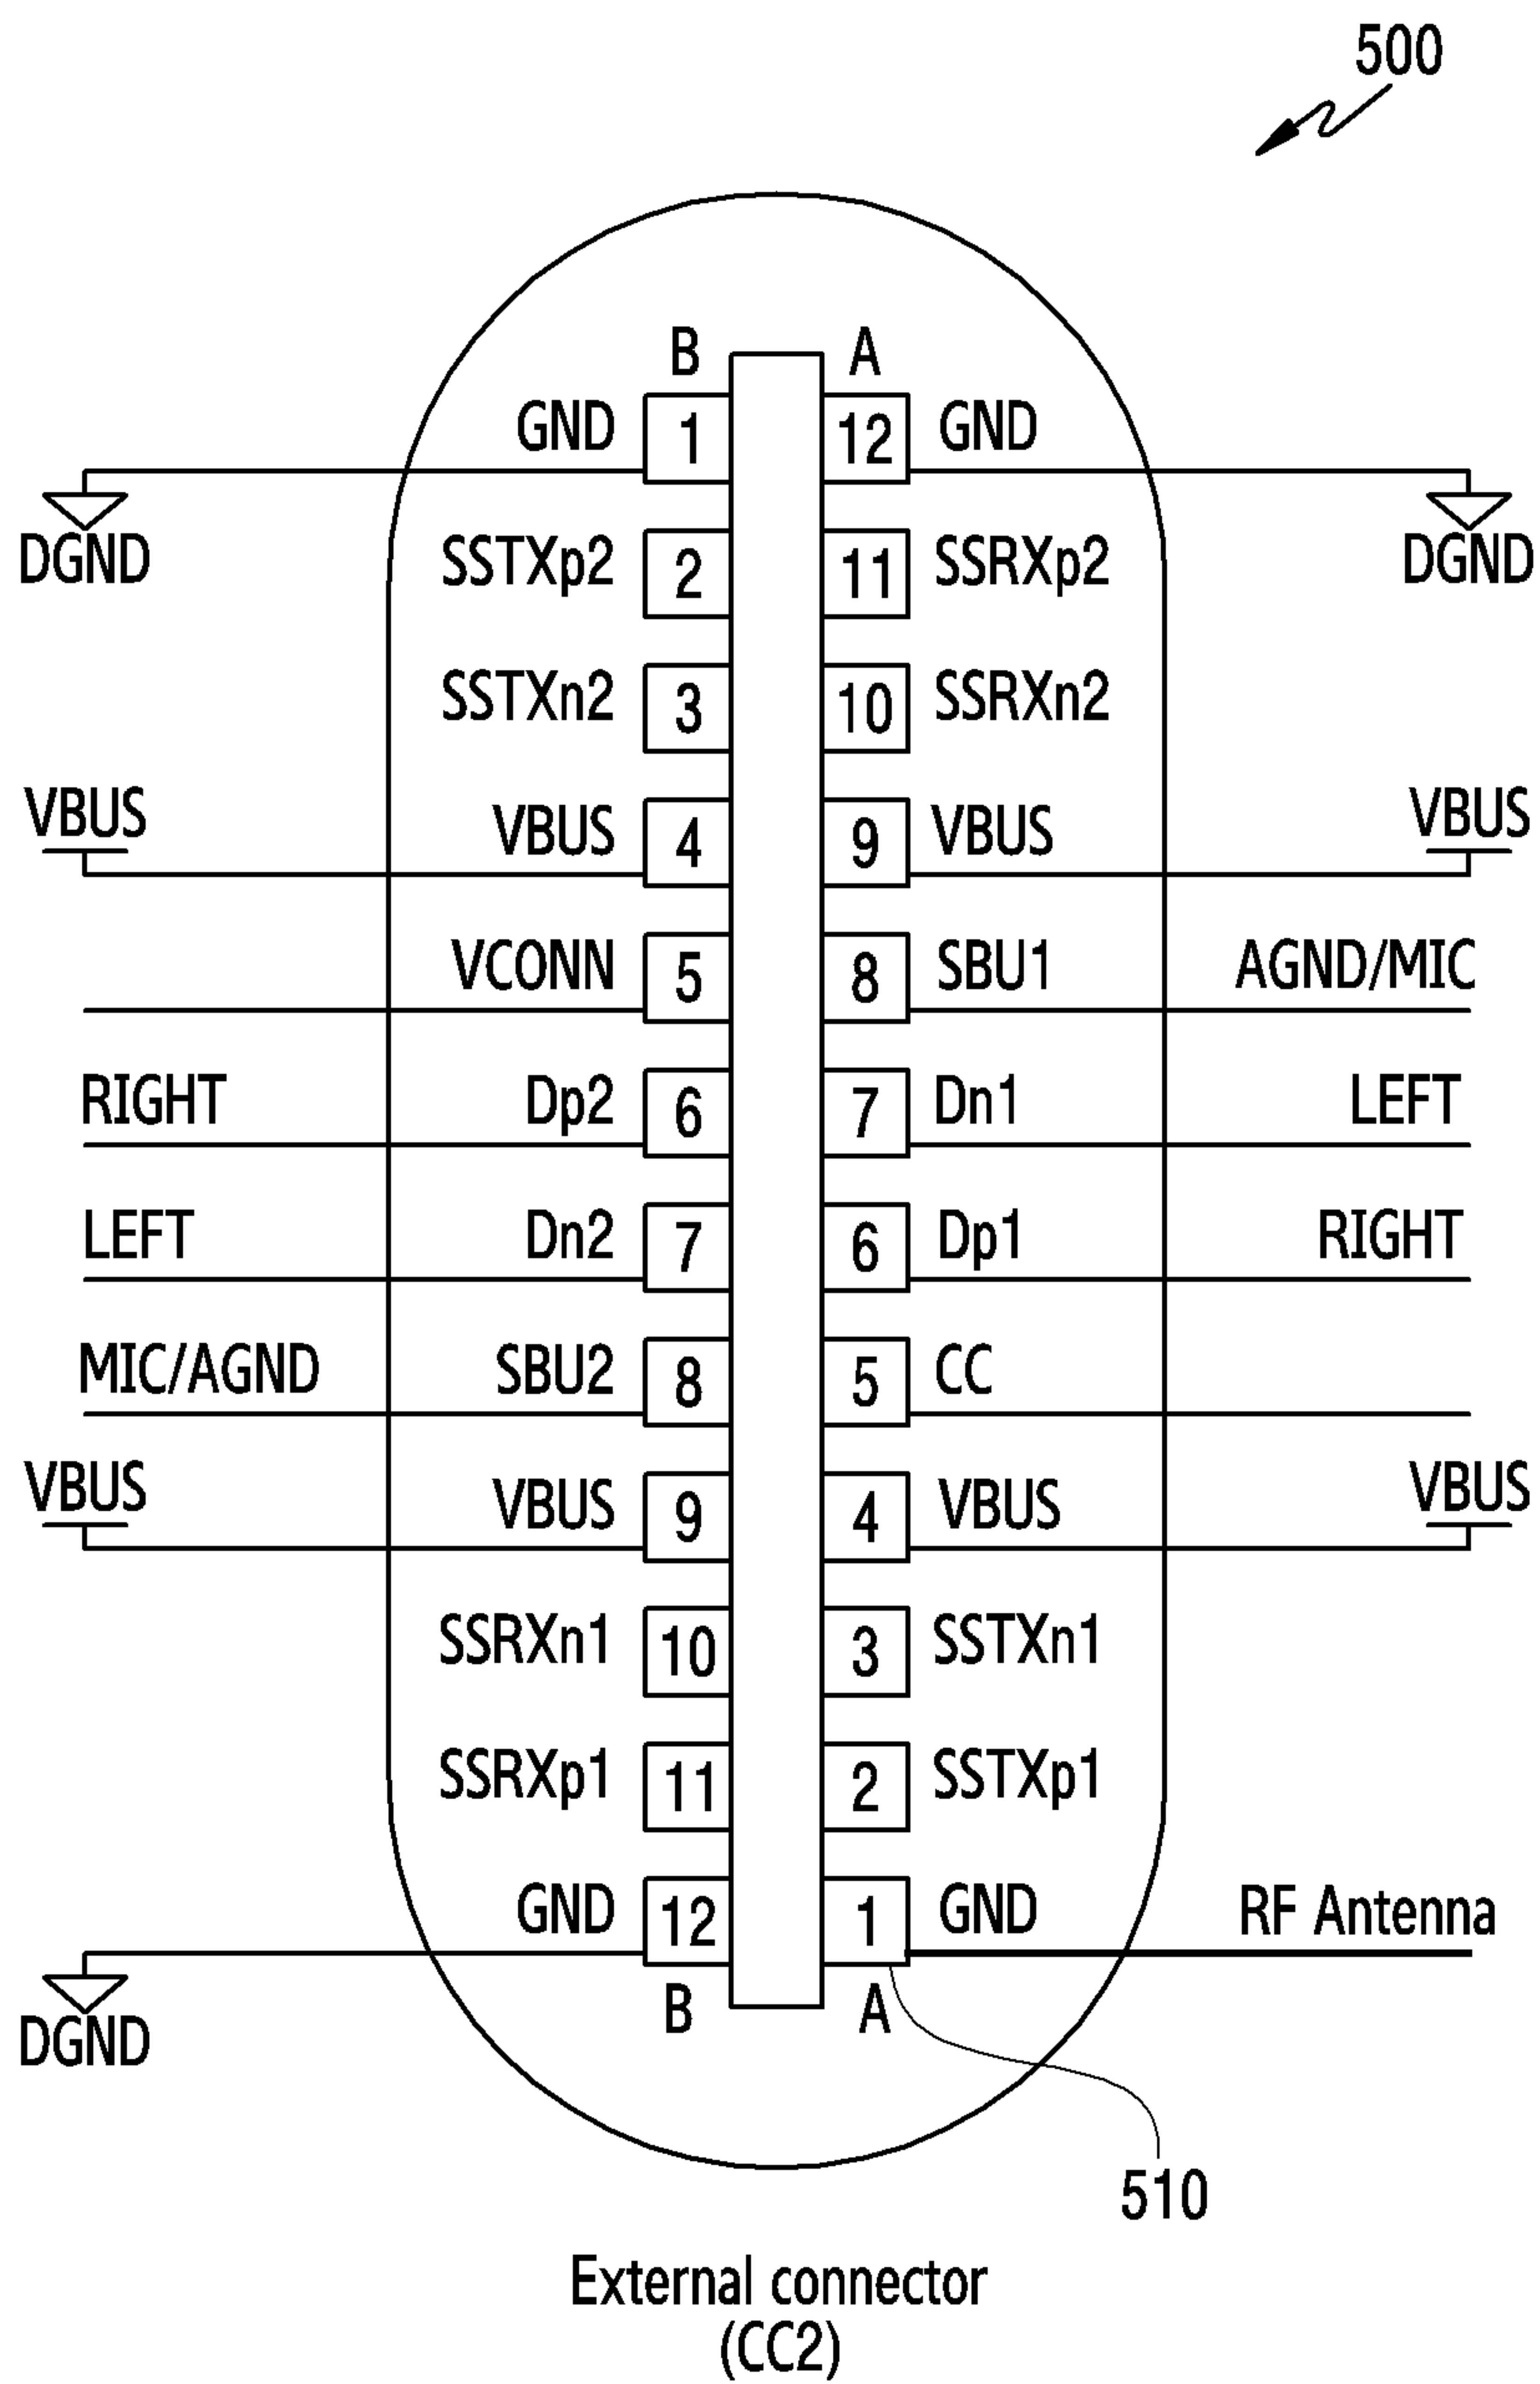 500
B A
GND 1 12 GND
DGND SSTXp2 2 11 SSRXp2 DGND
SSTXn2 3 10 SSRXn2
VBUS VBUS 4 9 VBUS VBUS
VCONN 5 8 SBU1 AGND/MIC
RIGHT Dp2 6 7 Dn1 LEFT
LEFT Dn2 7 6 Dp1 RIGHT
MIC/AGND SBU2 8 5 CC
VBUS VBUS 9 4 VBUS VBUS
SSRXn1 10 3 SSTXn1
SSRXp1 11 2 SSTXp1
GND 12 1 GND RF Antenna
DGND B A
510
External connector
(CC2)